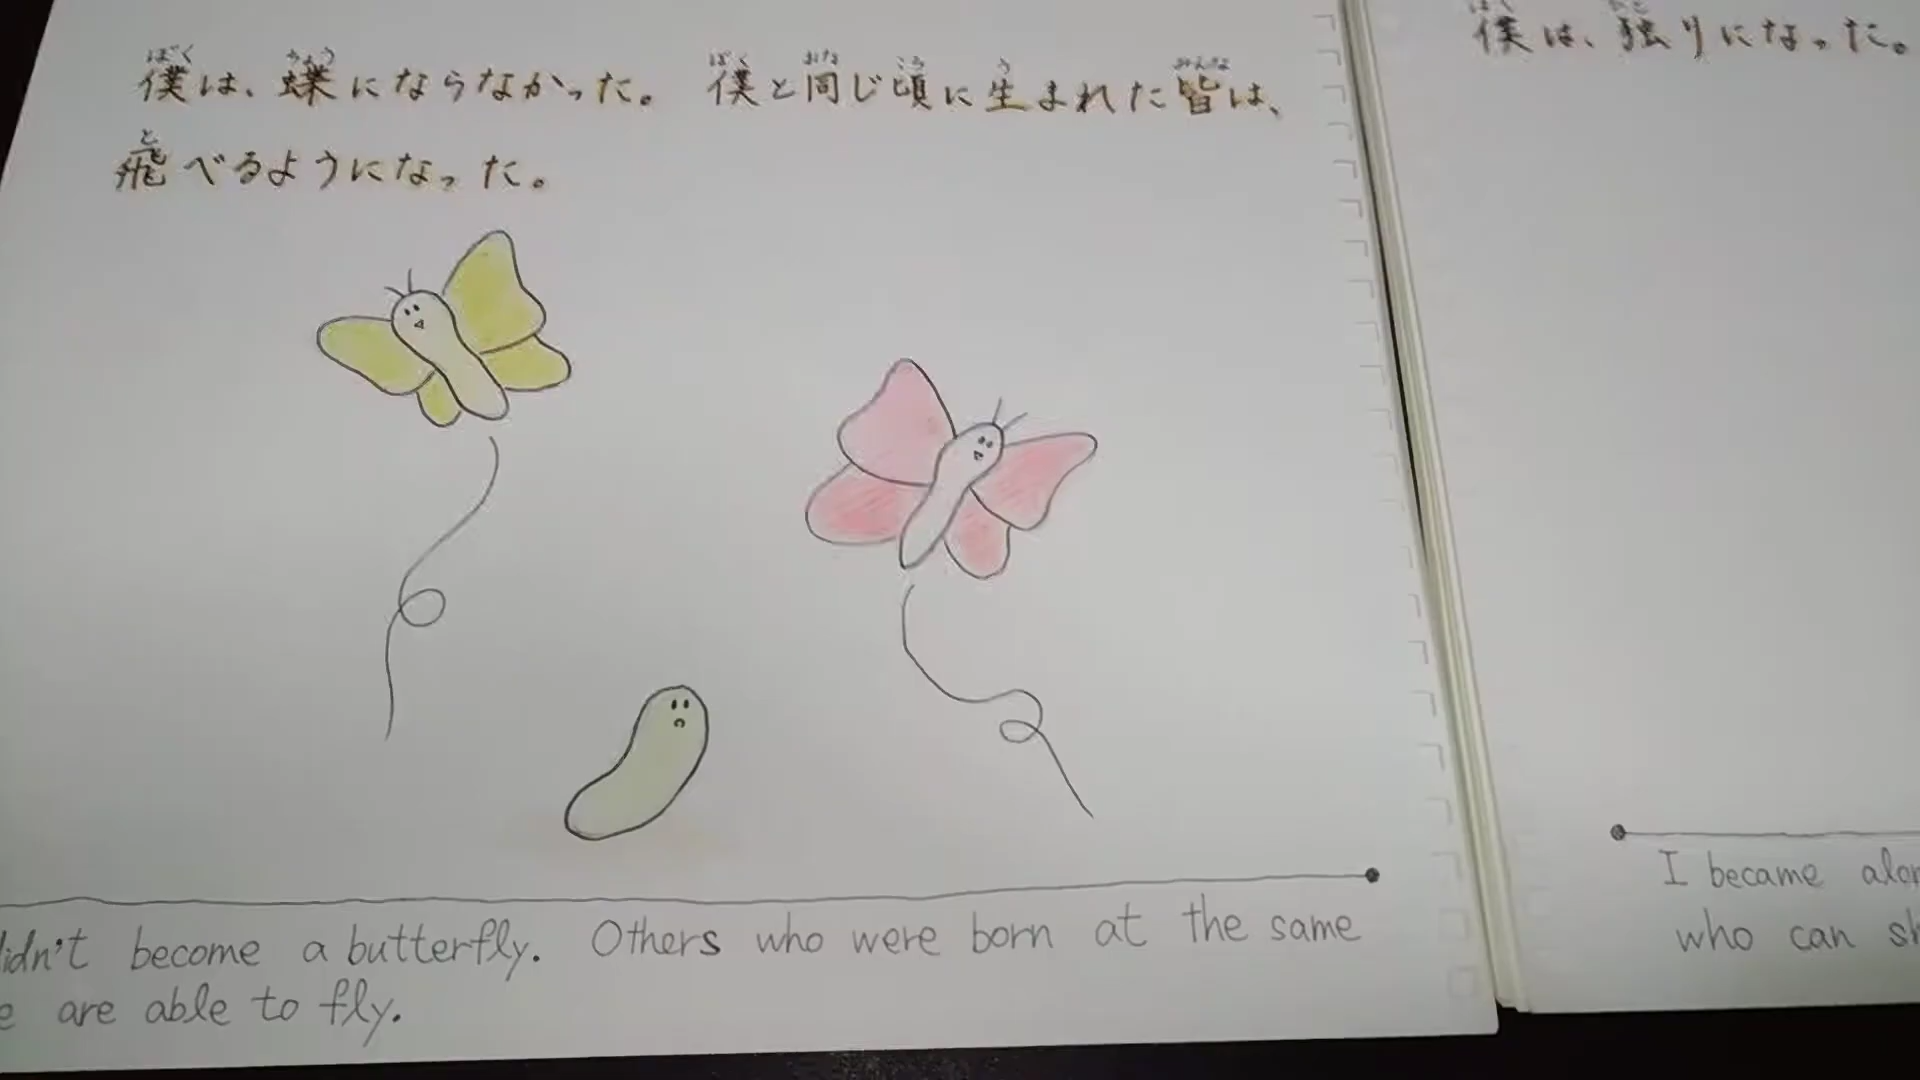 僕は、蝶にならなかった。 僕と同じ頃に生まれた皆は、
飛べるようになった。
didn't become a butterfly. Others who were born at the same
are able to fly.
僕は、独りになった。
I became
who can